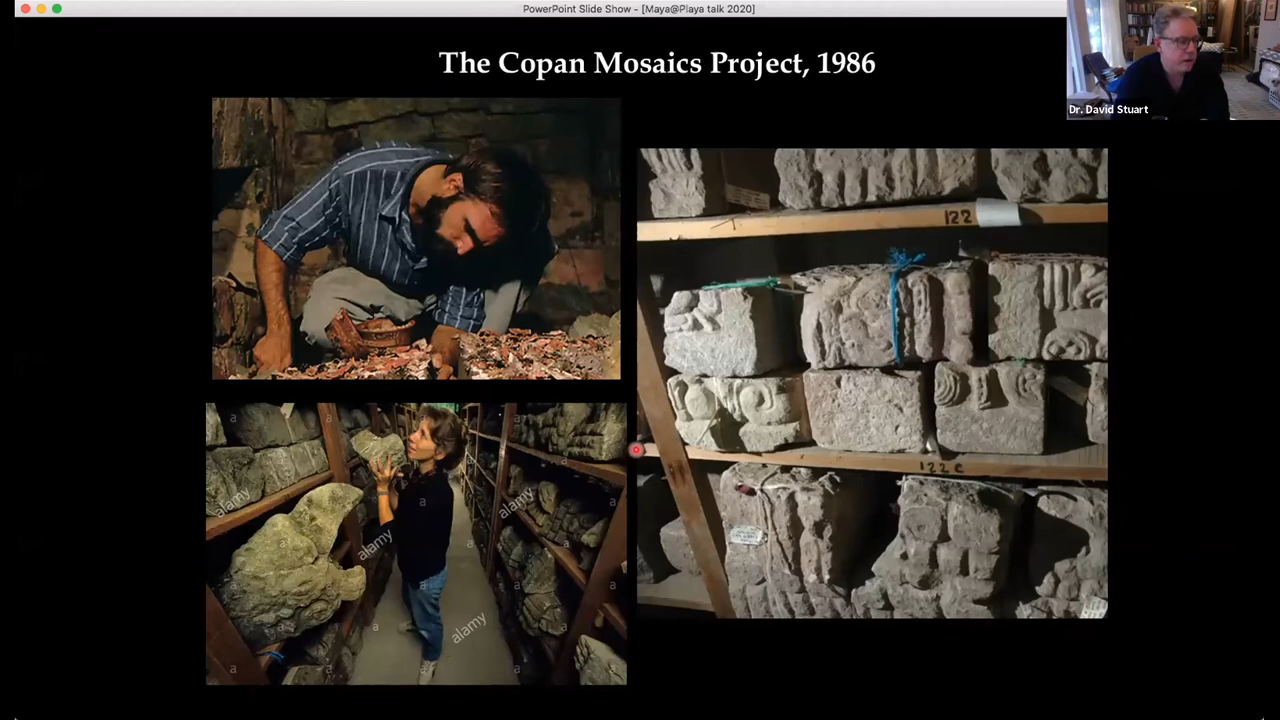 PowerPoint Slide Show - [Maya@Playa talk 2020]
The Copan Mosaics Project, 1986
Dr. David Stuart
122
122 C
a
alamy
a
alamy
a
alamy
a
alamy
a